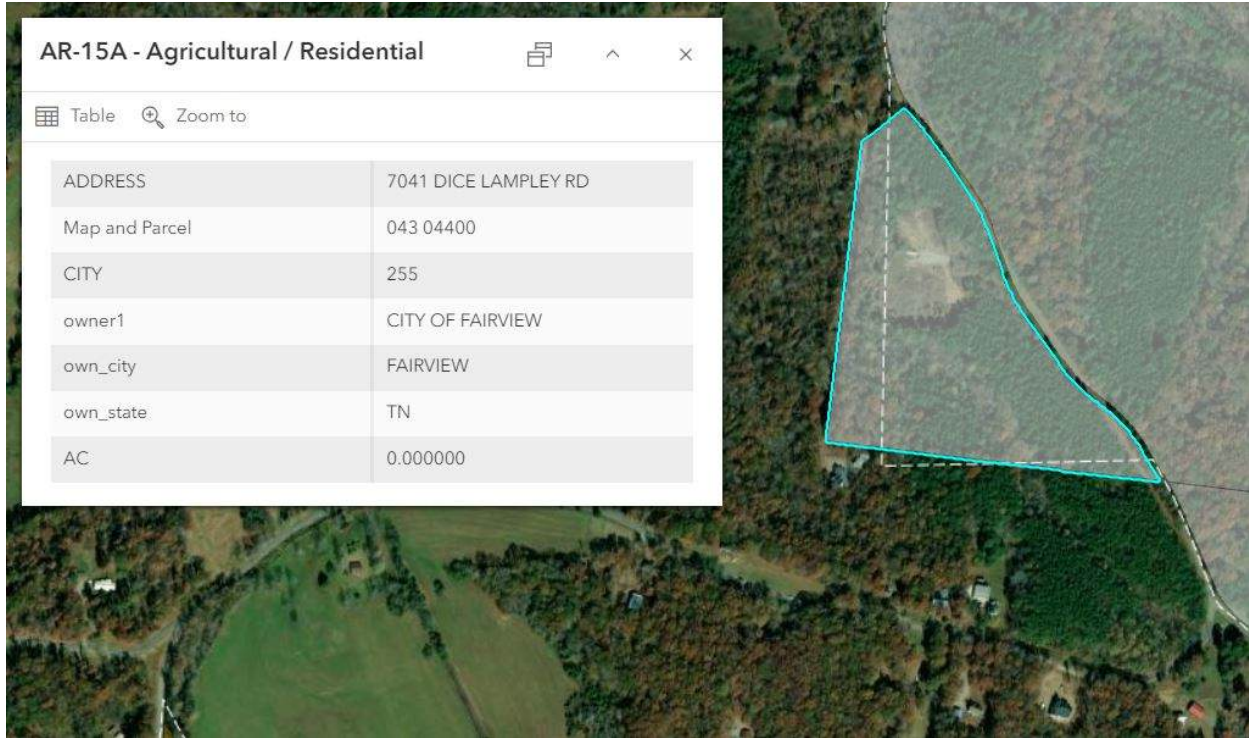 AR-15A - Agricultural / Residential
Table Zoom to
ADDRESS 7041 DICE LAMPLEY RD
Map and Parcel 043 04400
CITY 255
owner1 CITY OF FAIRVIEW
own_city FAIRVIEW
own_state TN
AC 0.000000